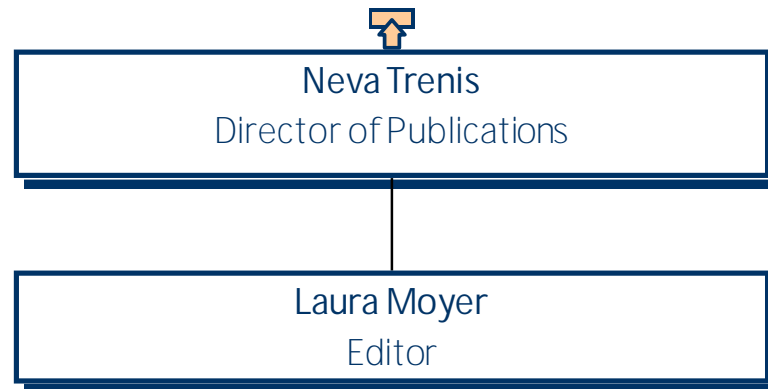 Neva Trenis
Director of Publications
Laura Moyer
Editor